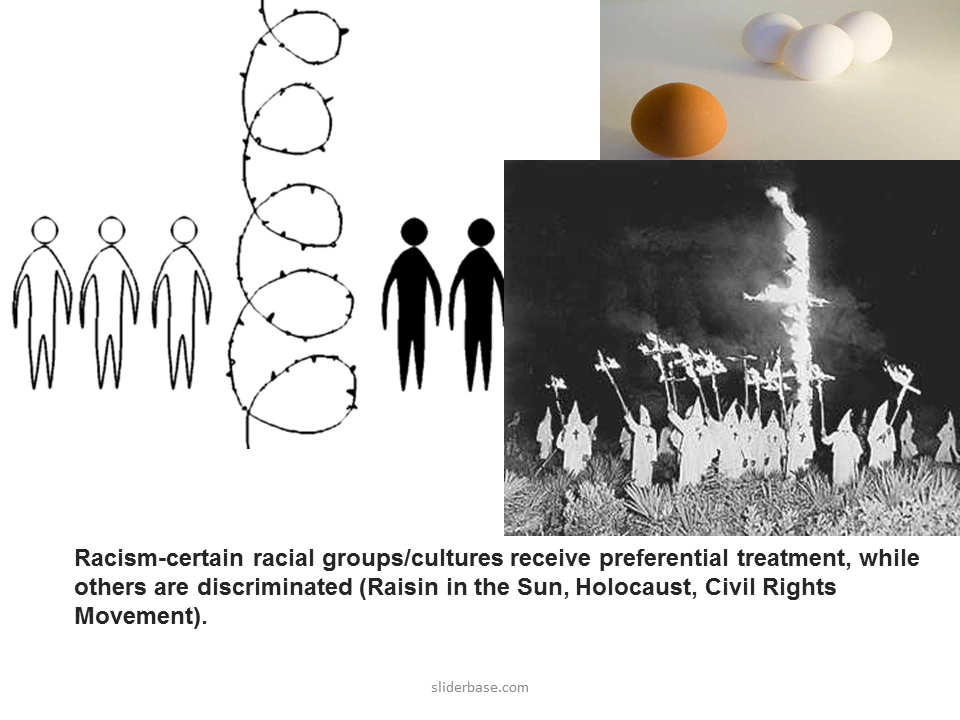 Racism-certain racial groups/cultures receive preferential treatment, while
others are discriminated (Raisin in the Sun, Holocaust, Civil Rights
Movement).
sliderbase.com